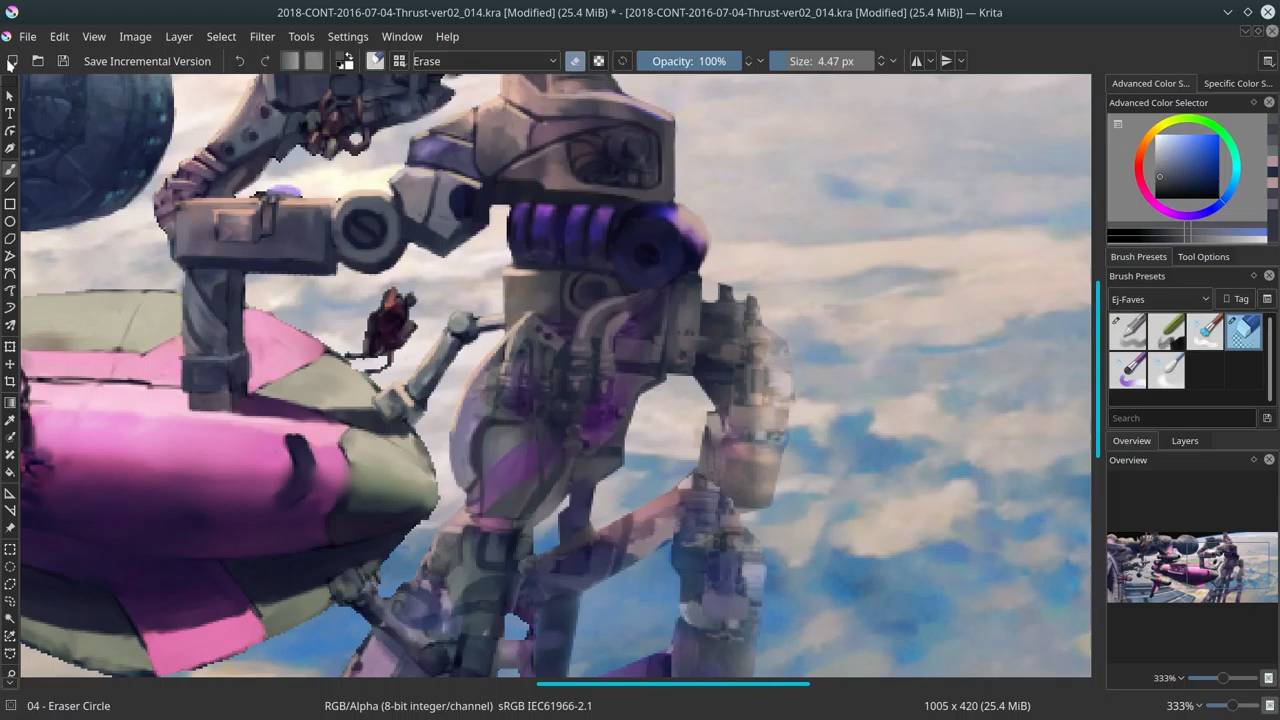 2018-CONT-2016-07-04-Thrust-ver02_014.kra [Modified] (25.4 MiB) * - [2018-CONT-2016-07-04-Thrust-ver02_014.kra [Modified] (25.4 MiB)] — Krita
File Edit View Image Layer Select Filter Tools Settings Window Help
Save Incremental Version Erase Opacity: 100% Size: 4.47 px
Advanced Color S... Specific Color S...
Advanced Color Selector
Brush Presets Tool Options
Brush Presets
Ej-Faves Tag
Search
Overview Layers
Overview
333%
04 - Eraser Circle RGB/Alpha (8-bit integer/channel) sRGB IEC61966-2.1 1005 x 420 (25.4 MiB) 333%